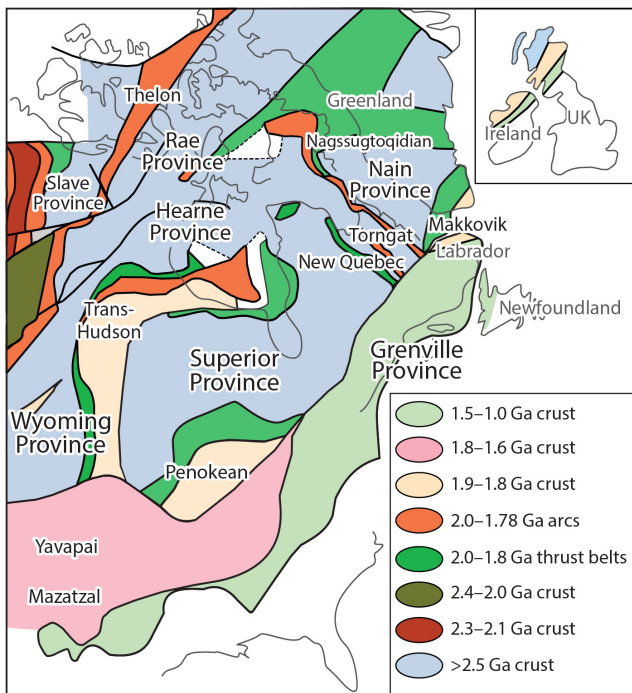 Thelon
Greenland
Rae
Province
Nagssugtoqidian
Nain
Province
Slave
Province
Hearne
Province
Torngat
Makkovik
Labrador
New Quebec
Trans-
Hudson
Newfoundland
Superior
Province
Grenville
Province
Wyoming
Province
Penokean
Yavapai
Mazatzal
Ireland
UK
1.5–1.0 Ga crust
1.8–1.6 Ga crust
1.9–1.8 Ga crust
2.0–1.78 Ga arcs
2.0–1.8 Ga thrust belts
2.4–2.0 Ga crust
2.3–2.1 Ga crust
>2.5 Ga crust